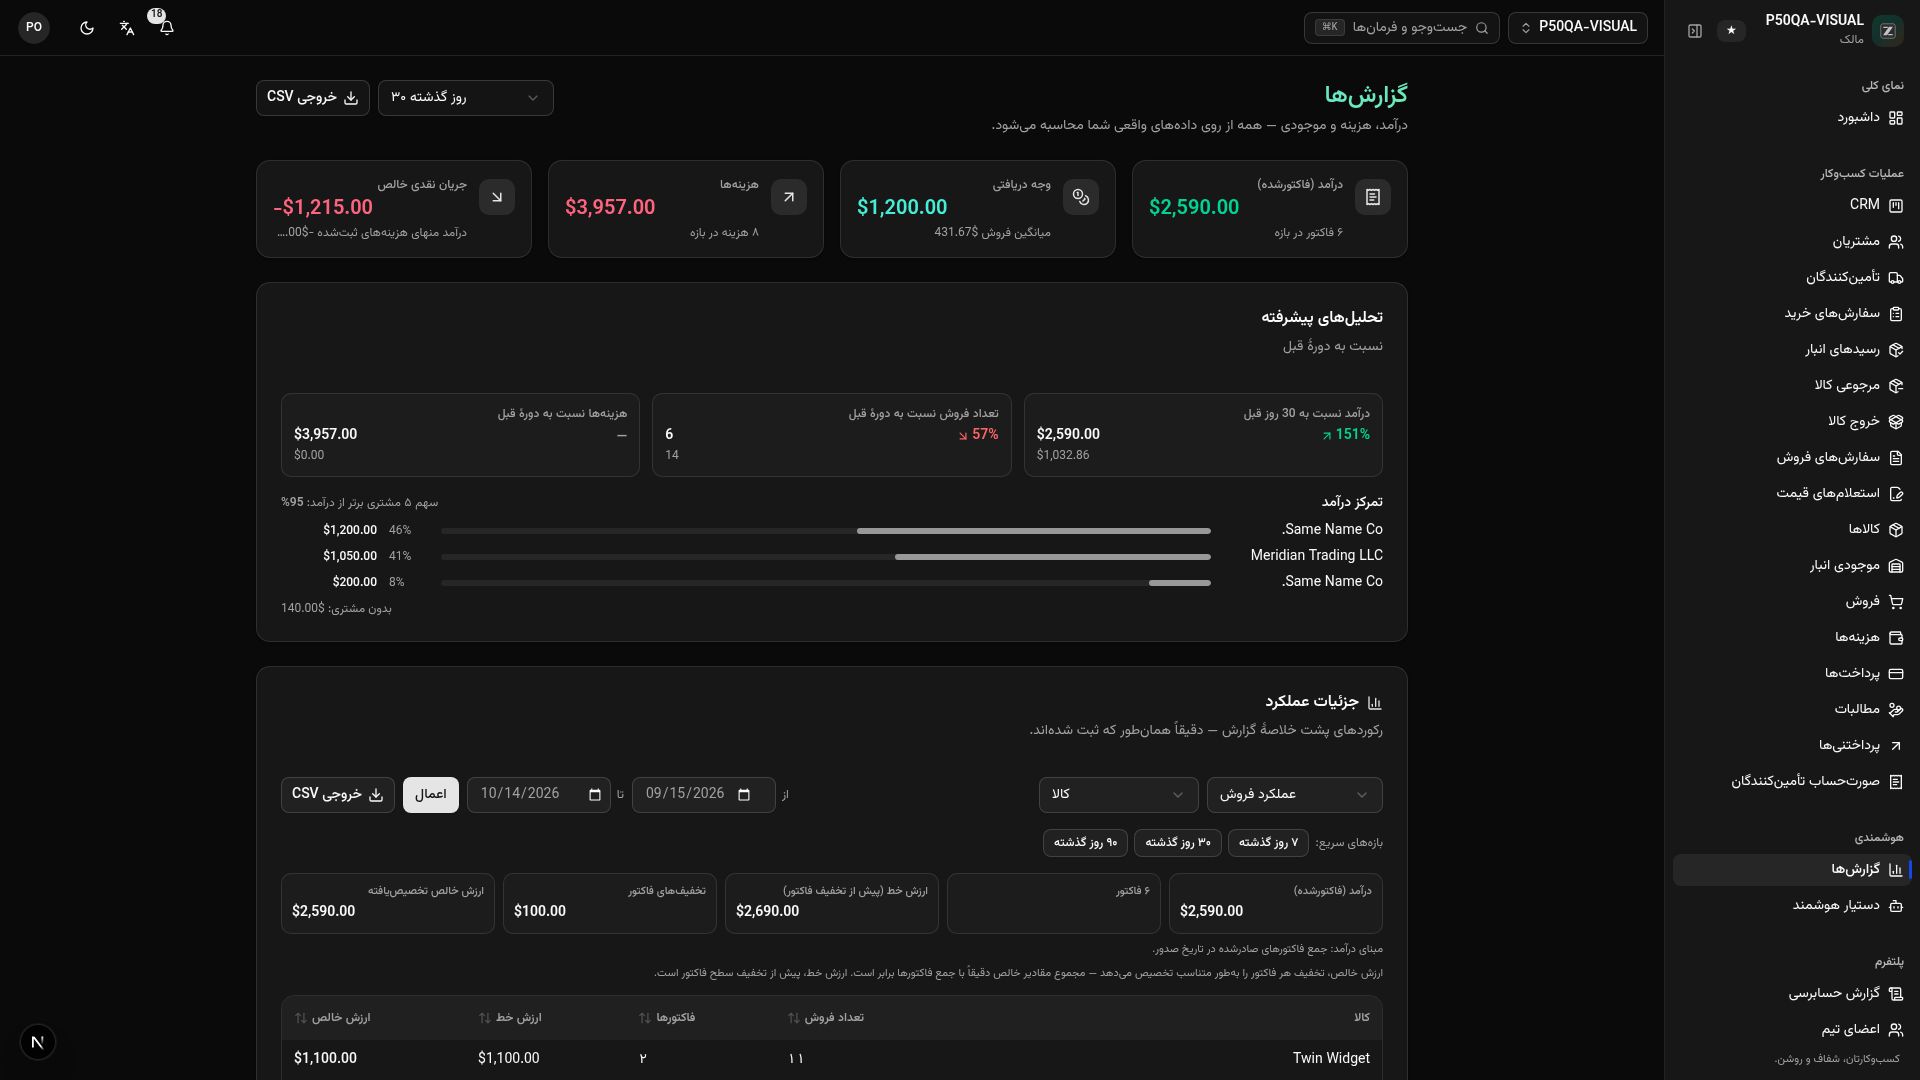 P50QA-VISUAL
مالک
نمای کلی
داشبورد
عملیات کسب‌وکار
CRM
مشتریان
تأمین‌کنندگان
سفارش‌های خرید
رسیدهای انبار
مرجوعی کالا
خروج کالا
سفارش‌های فروش
استعلام‌های قیمت
کالاها
موجودی انبار
فروش
هزینه‌ها
پرداخت‌ها
مطالبات
پرداختنی‌ها
صورت‌حساب تأمین‌کنندگان
هوشمندی
گزارش‌ها
دستیار هوشمند
پلتفرم
گزارش حسابرسی
اعضای تیم
کسب‌وکارتان، شفاف و روشن.
P50QA-VISUAL
جست‌وجو و فرمان‌ها ⌘K
18
PO
گزارش‌ها
درآمد، هزینه و موجودی — همه از روی داده‌های واقعی شما محاسبه می‌شود.
۳۰ روز گذشته
خروجی CSV
درآمد (فاکتورشده)
$2,590.00
۶ فاکتور در بازه
وجه دریافتی
$1,200.00
میانگین فروش $431.67
هزینه‌ها
$3,957.00
۸ هزینه در بازه
جریان نقدی خالص
-$1,215.00
درآمد منهای هزینه‌های ثبت‌شده -$00....
تحلیل‌های پیشرفته
نسبت به دورهٔ قبل
درآمد نسبت به 30 روز قبل
151% $2,590.00
$1,032.86
تعداد فروش نسبت به دورهٔ قبل
57% 6
14
هزینه‌ها نسبت به دورهٔ قبل
— $3,957.00
$0.00
تمرکز درآمد
سهم ۵ مشتری برتر از درآمد: 95%
Same Name Co. 46% $1,200.00
Meridian Trading LLC 41% $1,050.00
Same Name Co. 8% $200.00
بدون مشتری: $140.00
جزئیات عملکرد
رکوردهای پشت خلاصهٔ گزارش — دقیقاً همان‌طور که ثبت شده‌اند.
عملکرد فروش
کالا
از 09/15/2026 تا 10/14/2026
اعمال
خروجی CSV
بازه‌های سریع: ۷ روز گذشته ۳۰ روز گذشته ۹۰ روز گذشته
درآمد (فاکتورشده)
$2,590.00
۶ فاکتور
ارزش خط (پیش از تخفیف فاکتور)
$2,690.00
تخفیف‌های فاکتور
$100.00
ارزش خالص تخصیص‌یافته
$2,590.00
مبنای درآمد: جمع فاکتورهای صادرشده در تاریخ صدور.
ارزش خالص، تخفیف هر فاکتور را به‌طور متناسب تخصیص می‌دهد — مجموع مقادیر خالص دقیقاً با جمع فاکتورها برابر است. ارزش خط، پیش از تخفیف سطح فاکتور است.
کالا تعداد فروش فاکتورها ارزش خط ارزش خالص
Twin Widget ۱۱ ۲ $1,100.00 $1,100.00